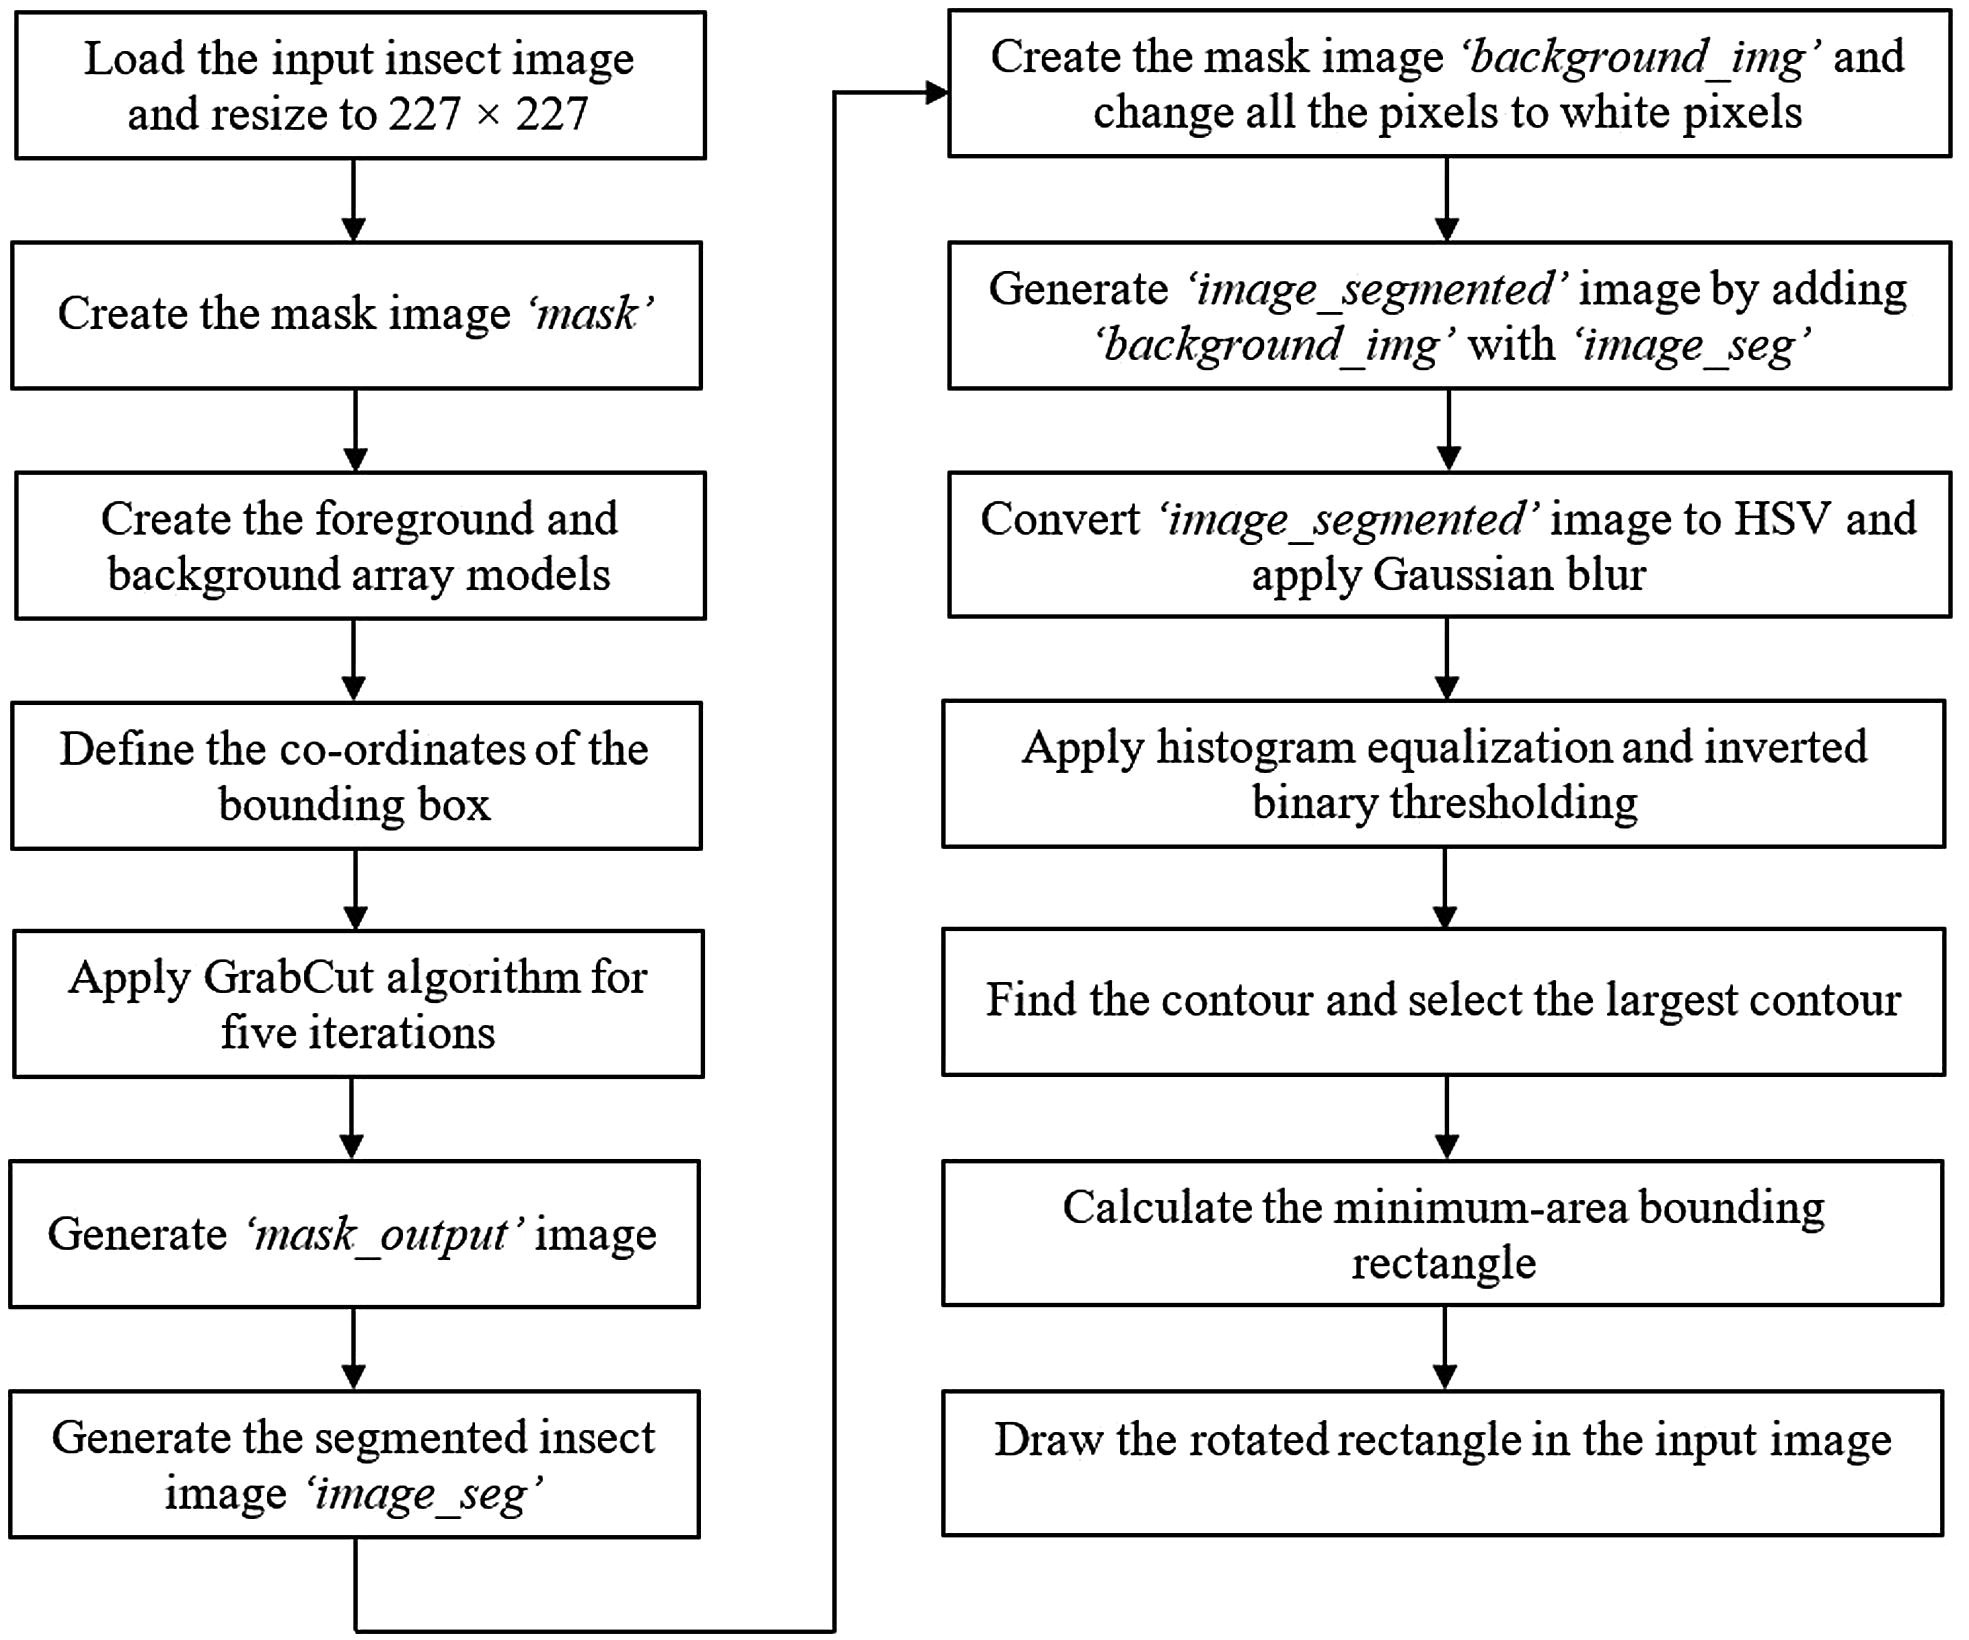 Load the input insect image
and resize to 227 × 227
Create the mask image ‘mask’
Create the foreground and
background array models
Define the co-ordinates of the
bounding box
Apply GrabCut algorithm for
five iterations
Generate ‘mask_output’ image
Generate the segmented insect
image ‘image_seg’
Create the mask image ‘background_img’ and
change all the pixels to white pixels
Generate ‘image_segmented’ image by adding
‘background_img’ with ‘image_seg’
Convert ‘image_segmented’ image to HSV and
apply Gaussian blur
Apply histogram equalization and inverted
binary thresholding
Find the contour and select the largest contour
Calculate the minimum-area bounding
rectangle
Draw the rotated rectangle in the input image